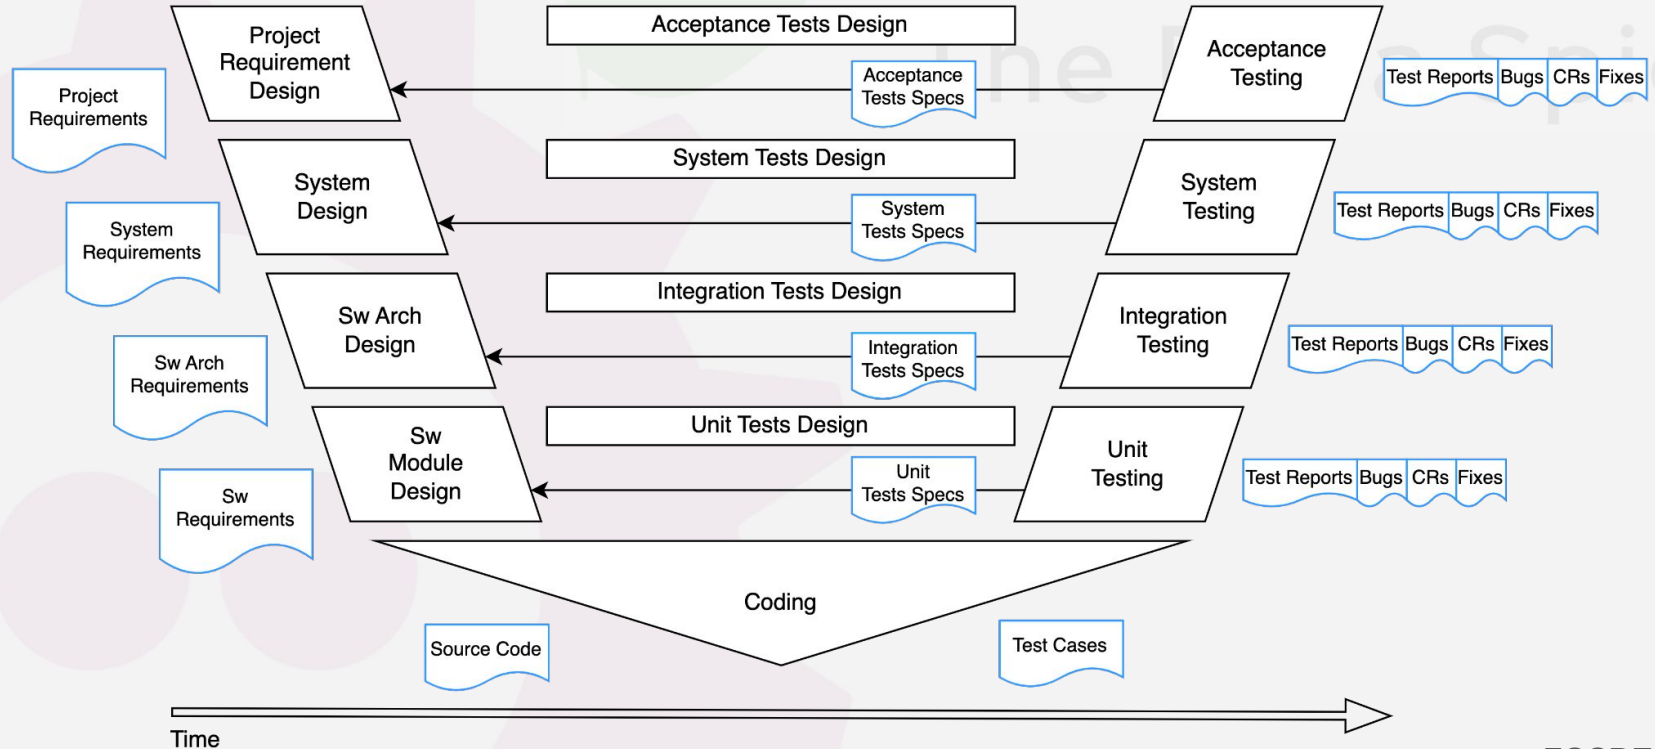 Project
Requirement
Design
Acceptance Tests Design
Acceptance
Testing
Acceptance
Tests Specs
Test Reports
Bugs
CRs
Fixes
Project
Requirements
System
Design
System Tests Design
System
Testing
System
Tests Specs
Test Reports
Bugs
CRs
Fixes
System
Requirements
Sw Arch
Design
Integration Tests Design
Integration
Testing
Integration
Tests Specs
Test Reports
Bugs
CRs
Fixes
Sw Arch
Requirements
Sw
Module
Design
Unit Tests Design
Unit
Testing
Unit
Tests Specs
Test Reports
Bugs
CRs
Fixes
Sw
Requirements
Coding
Source Code
Test Cases
Time